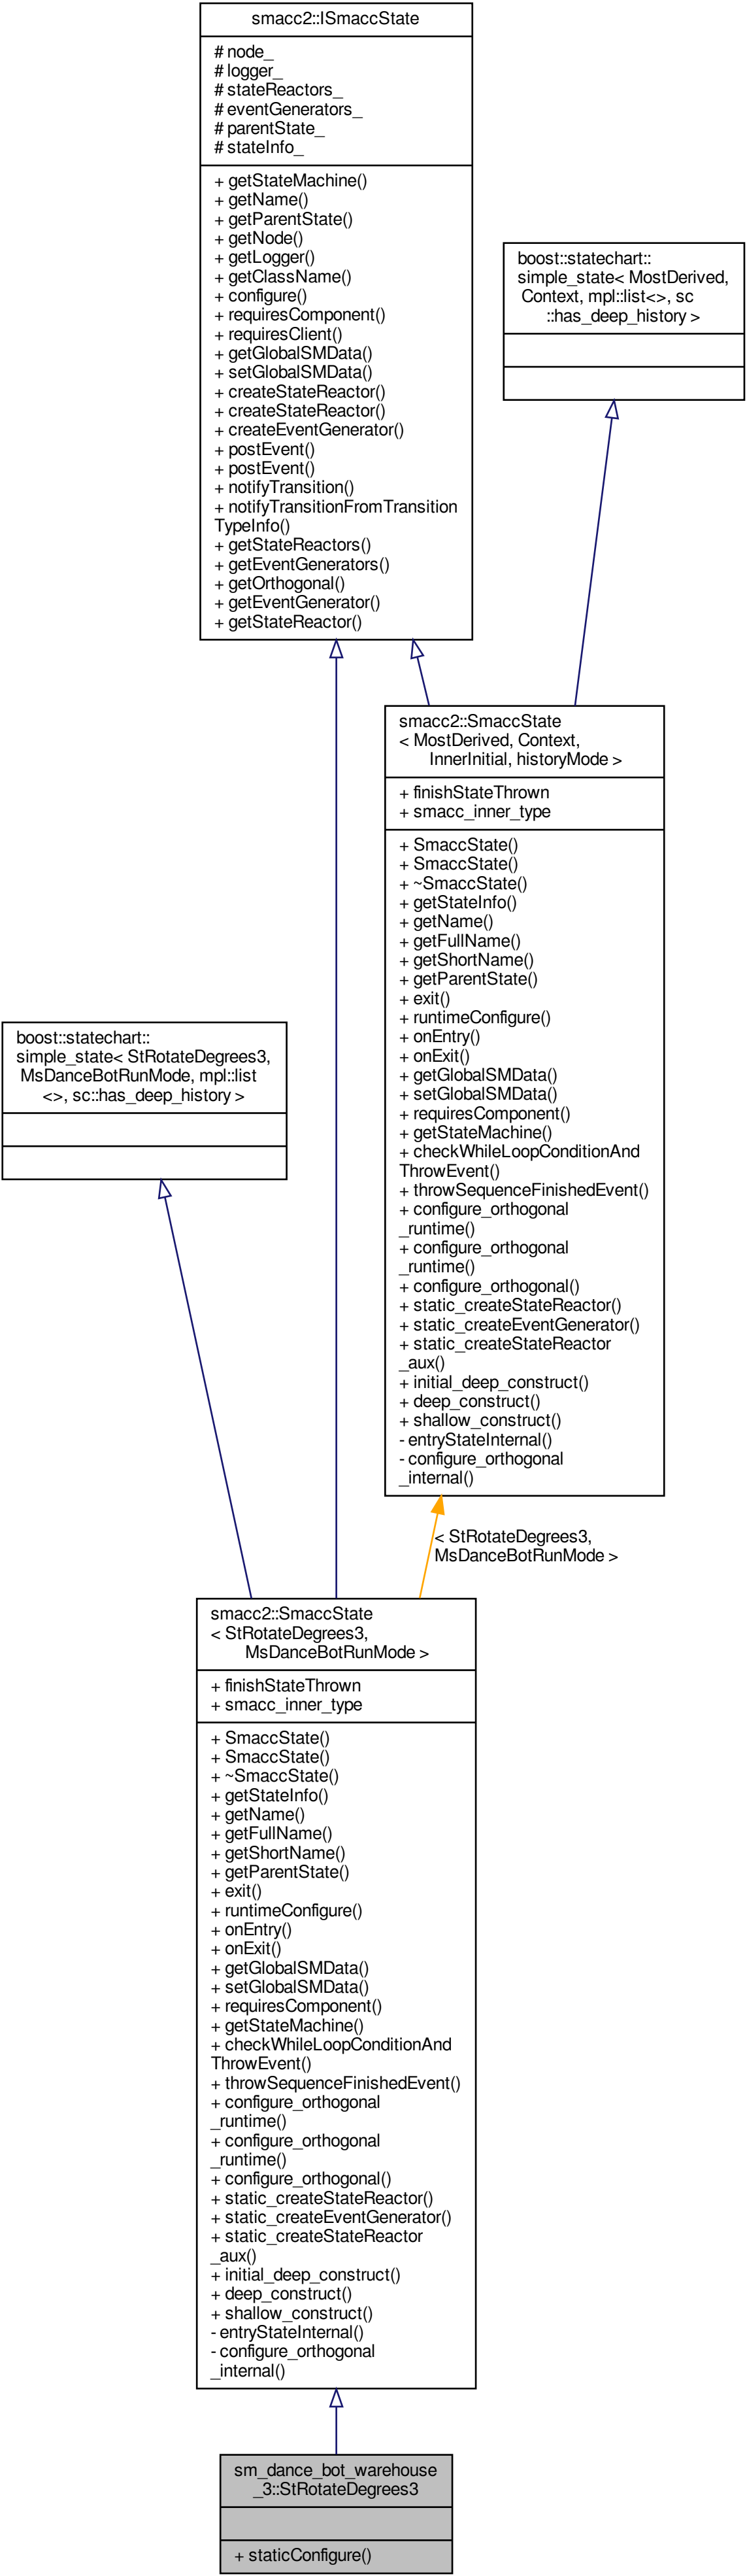 smacc2::ISmaccState
# node_
# logger_
# stateReactors_
# eventGenerators_
# parentState_
# stateInfo_
+ getStateMachine()
+ getName()
+ getParentState()
+ getNode()
+ getLogger()
+ getClassName()
+ configure()
+ requiresComponent()
+ requiresClient()
+ getGlobalSMData()
+ setGlobalSMData()
+ createStateReactor()
+ createStateReactor()
+ createEventGenerator()
+ postEvent()
+ postEvent()
+ notifyTransition()
+ notifyTransitionFromTransition
TypeInfo()
+ getStateReactors()
+ getEventGenerators()
+ getOrthogonal()
+ getEventGenerator()
+ getStateReactor()
boost::statechart::
simple_state< MostDerived,
Context, mpl::list<>, sc
::has_deep_history >
smacc2::SmaccState
< MostDerived, Context,
InnerInitial, historyMode >
+ finishStateThrown
+ smacc_inner_type
+ SmaccState()
+ SmaccState()
+ ~SmaccState()
+ getStateInfo()
+ getName()
+ getFullName()
+ getShortName()
+ getParentState()
+ exit()
+ runtimeConfigure()
+ onEntry()
+ onExit()
+ getGlobalSMData()
+ setGlobalSMData()
+ requiresComponent()
+ getStateMachine()
+ checkWhileLoopConditionAnd
ThrowEvent()
+ throwSequenceFinishedEvent()
+ configure_orthogonal
_runtime()
+ configure_orthogonal
_runtime()
+ configure_orthogonal()
+ static_createStateReactor()
+ static_createEventGenerator()
+ static_createStateReactor
_aux()
+ initial_deep_construct()
+ deep_construct()
+ shallow_construct()
- entryStateInternal()
- configure_orthogonal
_internal()
boost::statechart::
simple_state< StRotateDegrees3,
MsDanceBotRunMode, mpl::list
<>, sc::has_deep_history >
< StRotateDegrees3,
MsDanceBotRunMode >
smacc2::SmaccState
< StRotateDegrees3,
MsDanceBotRunMode >
+ finishStateThrown
+ smacc_inner_type
+ SmaccState()
+ SmaccState()
+ ~SmaccState()
+ getStateInfo()
+ getName()
+ getFullName()
+ getShortName()
+ getParentState()
+ exit()
+ runtimeConfigure()
+ onEntry()
+ onExit()
+ getGlobalSMData()
+ setGlobalSMData()
+ requiresComponent()
+ getStateMachine()
+ checkWhileLoopConditionAnd
ThrowEvent()
+ throwSequenceFinishedEvent()
+ configure_orthogonal
_runtime()
+ configure_orthogonal
_runtime()
+ configure_orthogonal()
+ static_createStateReactor()
+ static_createEventGenerator()
+ static_createStateReactor
_aux()
+ initial_deep_construct()
+ deep_construct()
+ shallow_construct()
- entryStateInternal()
- configure_orthogonal
_internal()
sm_dance_bot_warehouse
_3::StRotateDegrees3
+ staticConfigure()